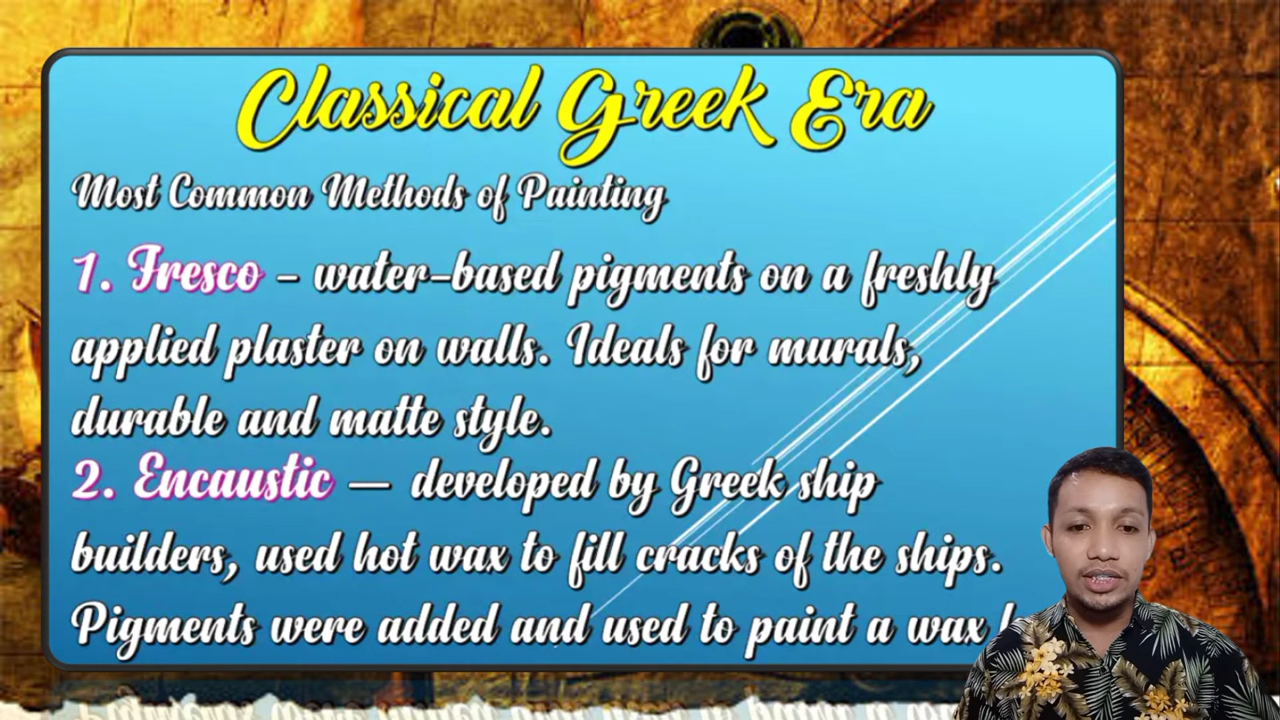 Classical Greek Era
Most Common Methods of Painting
1. Fresco – water-based pigments on a freshly
applied plaster on walls. Ideals for murals,
durable and matte style.
2. Encaustic — developed by Greek ship
builders, used hot wax to fill cracks of the ships.
Pigments were added and used to paint a wax